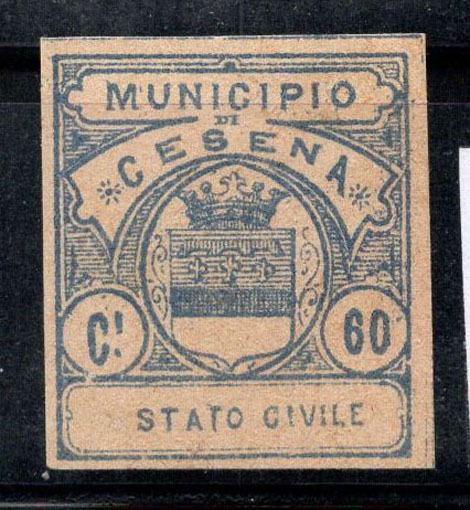 MUNICIPIO
DI
CESENA
C.I 60
STATO CIVILE